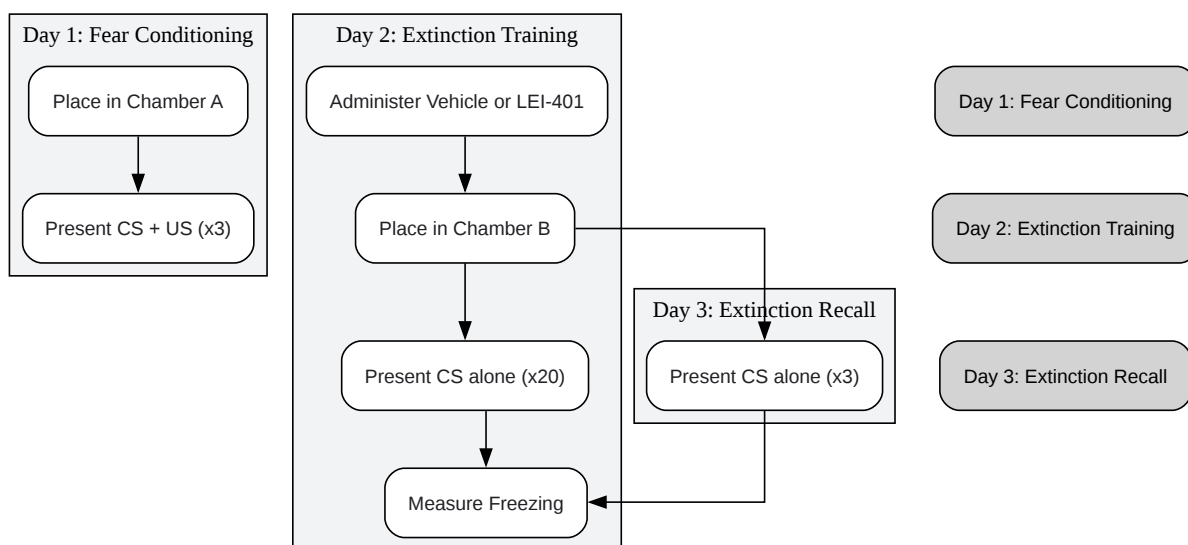 Day 1: Fear Conditioning
Place in Chamber A
Present CS + US (x3)
Day 2: Extinction Training
Administer Vehicle or LEI-401
Place in Chamber B
Present CS alone (x20)
Measure Freezing
Day 3: Extinction Recall
Present CS alone (x3)
Day 1: Fear Conditioning
Day 2: Extinction Training
Day 3: Extinction Recall